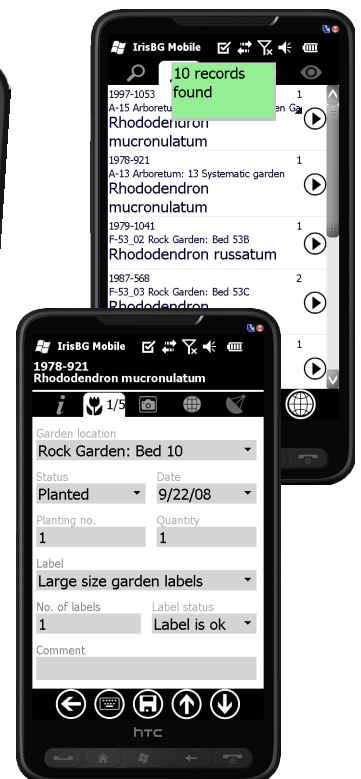 IrisBG Mobile
10 records
found
1997-1053 1
A-15
Rhododendron
mucronulatum
1978-921 1
A-13 Arboretum: 13 Systematic garden
Rhododendron
mucronulatum
1979-1041 1
F-53_02 Rock Garden: Bed 53B
Rhododendron russatum
1987-568 2
F-53_03 Rock Garden: Bed 53C
Rhododendron
1
IrisBG Mobile
1978-921
Rhododendron mucronulatum
i 1/5
Garden location
Rock Garden: Bed 10
Status Date
Planted 9/22/08
Planting no. Quantity
1 1
Label
Large size garden labels
No. of labels Label status
1 Label is ok
Comment
hTC